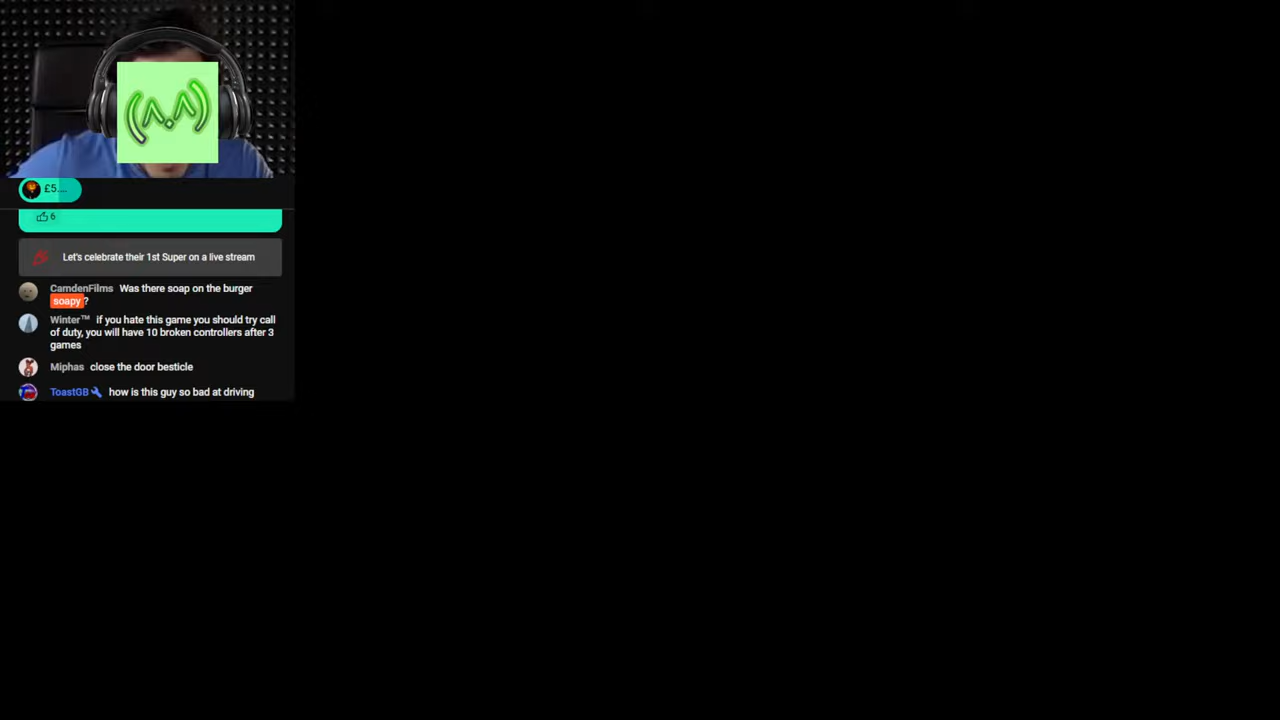 (^.^)
£5....
6
Let's celebrate their 1st Super on a live stream
CamdenFilms Was there soap on the burger
soapy ?
Winter™ if you hate this game you should try call
of duty, you will have 10 broken controllers after 3
games
Miphas close the door besticle
ToastGB how is this guy so bad at driving